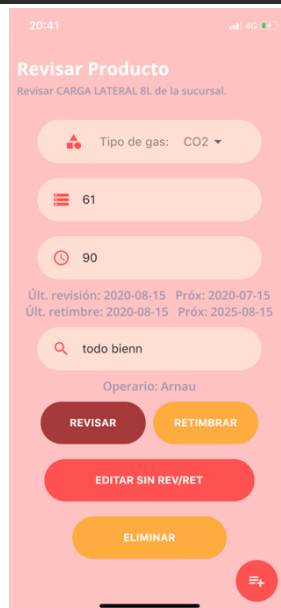 20:41
4G
Revisar Producto
Revisar CARGA LATERAL 8L de la sucursal.
Tipo de gas: CO2
61
90
Últ. revisión: 2020-08-15 Próx: 2020-07-15
Últ. retimbre: 2020-08-15 Próx: 2025-08-15
todo bienn
Operario: Arnau
REVISAR
RETIMBRAR
EDITAR SIN REV/RET
ELIMINAR